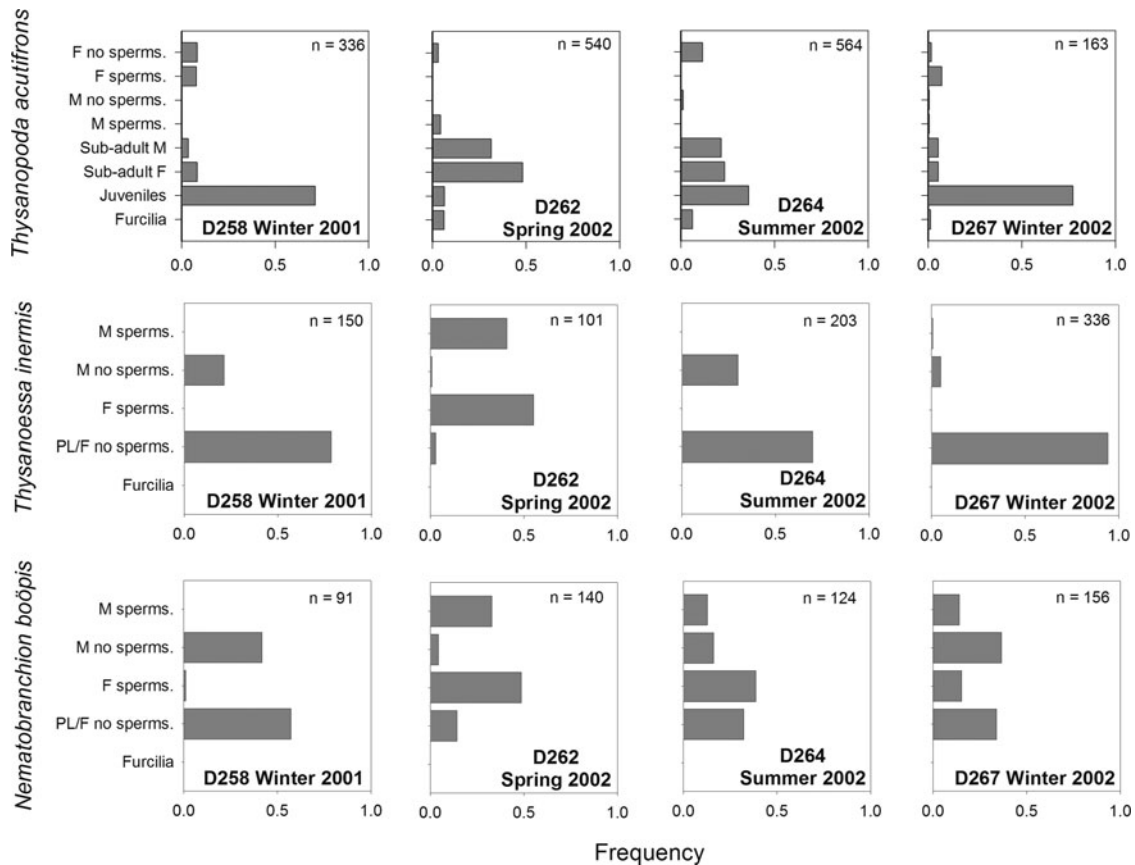 Thysanopoda acutifrons
F no sperms.
F sperms.
M no sperms.
M sperms.
Sub-adult M
Sub-adult F
Juveniles
Furcilia
n = 336
D258 Winter 2001
0.0 0.5 1.0
n = 540
D262
Spring 2002
0.0 0.5 1.0
n = 564
D264
Summer 2002
0.0 0.5 1.0
n = 163
D267 Winter 2002
0.0 0.5 1.0
Thysanoessa inermis
M sperms.
M no sperms.
F sperms.
PL/F no sperms.
Furcilia
n = 150
D258 Winter 2001
0.0 0.5 1.0
n = 101
D262
Spring 2002
0.0 0.5 1.0
n = 203
D264
Summer 2002
0.0 0.5 1.0
n = 336
D267 Winter 2002
0.0 0.5 1.0
Nematobranchion boöpis
M sperms.
M no sperms.
F sperms.
PL/F no sperms.
Furcilia
n = 91
D258 Winter 2001
0.0 0.5 1.0
n = 140
D262
Spring 2002
0.0 0.5 1.0
n = 124
D264
Summer 2002
0.0 0.5 1.0
n = 156
D267 Winter 2002
0.0 0.5 1.0
Frequency